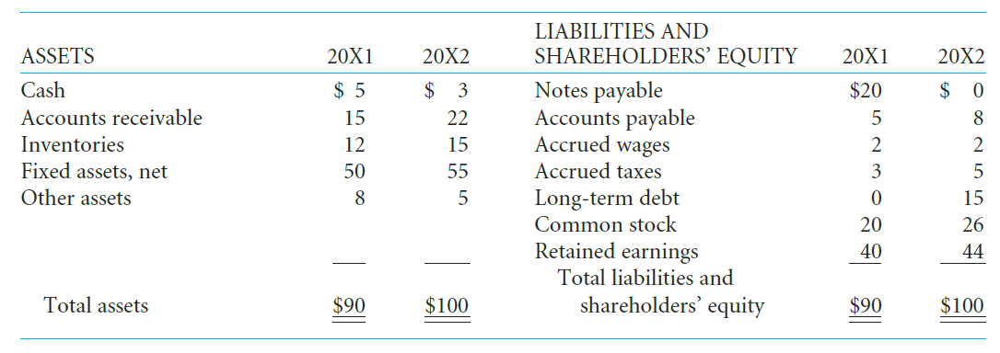 LIABILITIES AND
ASSETS 20X1 20X2 SHAREHOLDERS’ EQUITY 20X1 20X2
Cash $ 5 $ 3 Notes payable $20 $ 0
Accounts receivable 15 22 Accounts payable 5 8
Inventories 12 15 Accrued wages 2 2
Fixed assets, net 50 55 Accrued taxes 3 5
Other assets 8 5 Long-term debt 0 15
Common stock 20 26
Retained earnings 40 44
Total liabilities and
Total assets $90 $100 shareholders’ equity $90 $100